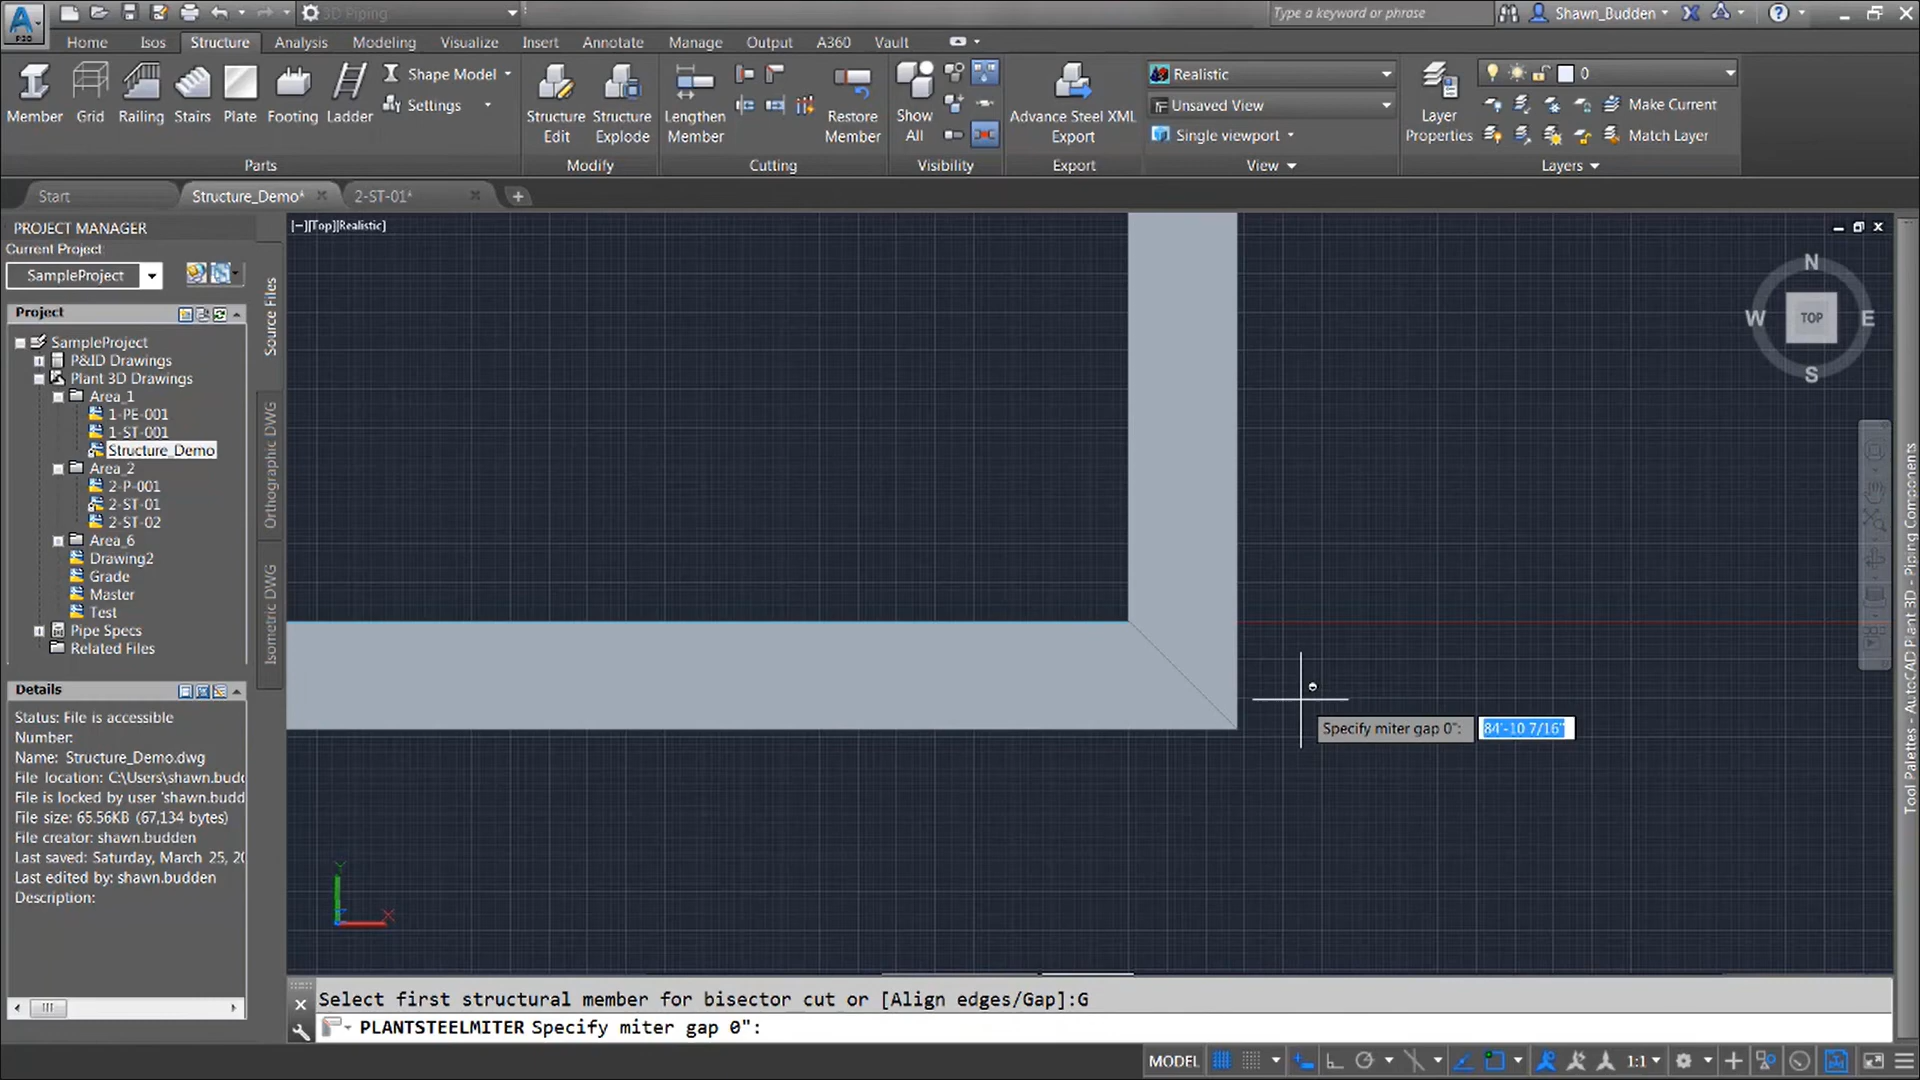 3D Piping
Type a keyword or phrase
Shawn_Budden
Home Isos Structure Analysis Modeling Visualize Insert Annotate Manage Output A360 Vault
Member
Grid
Railing
Stairs
Plate
Footing
Ladder
Shape Model
Settings
Parts
Structure
Edit
Structure
Explode
Modify
Lengthen
Member
Restore
Member
Cutting
Show
All
Visibility
Advance Steel XML
Export
Export
Realistic
Unsaved View
Single viewport
View
Layer
Properties
0
Make Current
Match Layer
Layers
Start
Structure_Demo*
2-ST-01*
PROJECT MANAGER
Current Project
SampleProject
Project
SampleProject
P&ID Drawings
Plant 3D Drawings
Area_1
1-PE-001
1-ST-001
Structure_Demo
Area_2
2-P-001
2-ST-01
2-ST-02
Area_6
Drawing2
Grade
Master
Test
Pipe Specs
Related Files
Source Files
Orthographic DWG
Isometric DWG
Details
Status: File is accessible
Number:
Name: Structure_Demo.dwg
File location: C:\Users\shawn.budd
File is locked by user 'shawn.budd
File size: 65.56KB (67,134 bytes)
File creator: shawn.budden
Last saved: Saturday, March 25, 20
Last edited by: shawn.budden
Description:
[−][Top][Realistic]
N
W
TOP
E
S
Specify miter gap 0": 84'-10 7/16"
Y
X
Tool Palettes - AutoCAD Plant 3D - Piping Components
Select first structural member for bisector cut or [Align edges/Gap]:G
PLANTSTEELMITER Specify miter gap 0":
MODEL
1:1